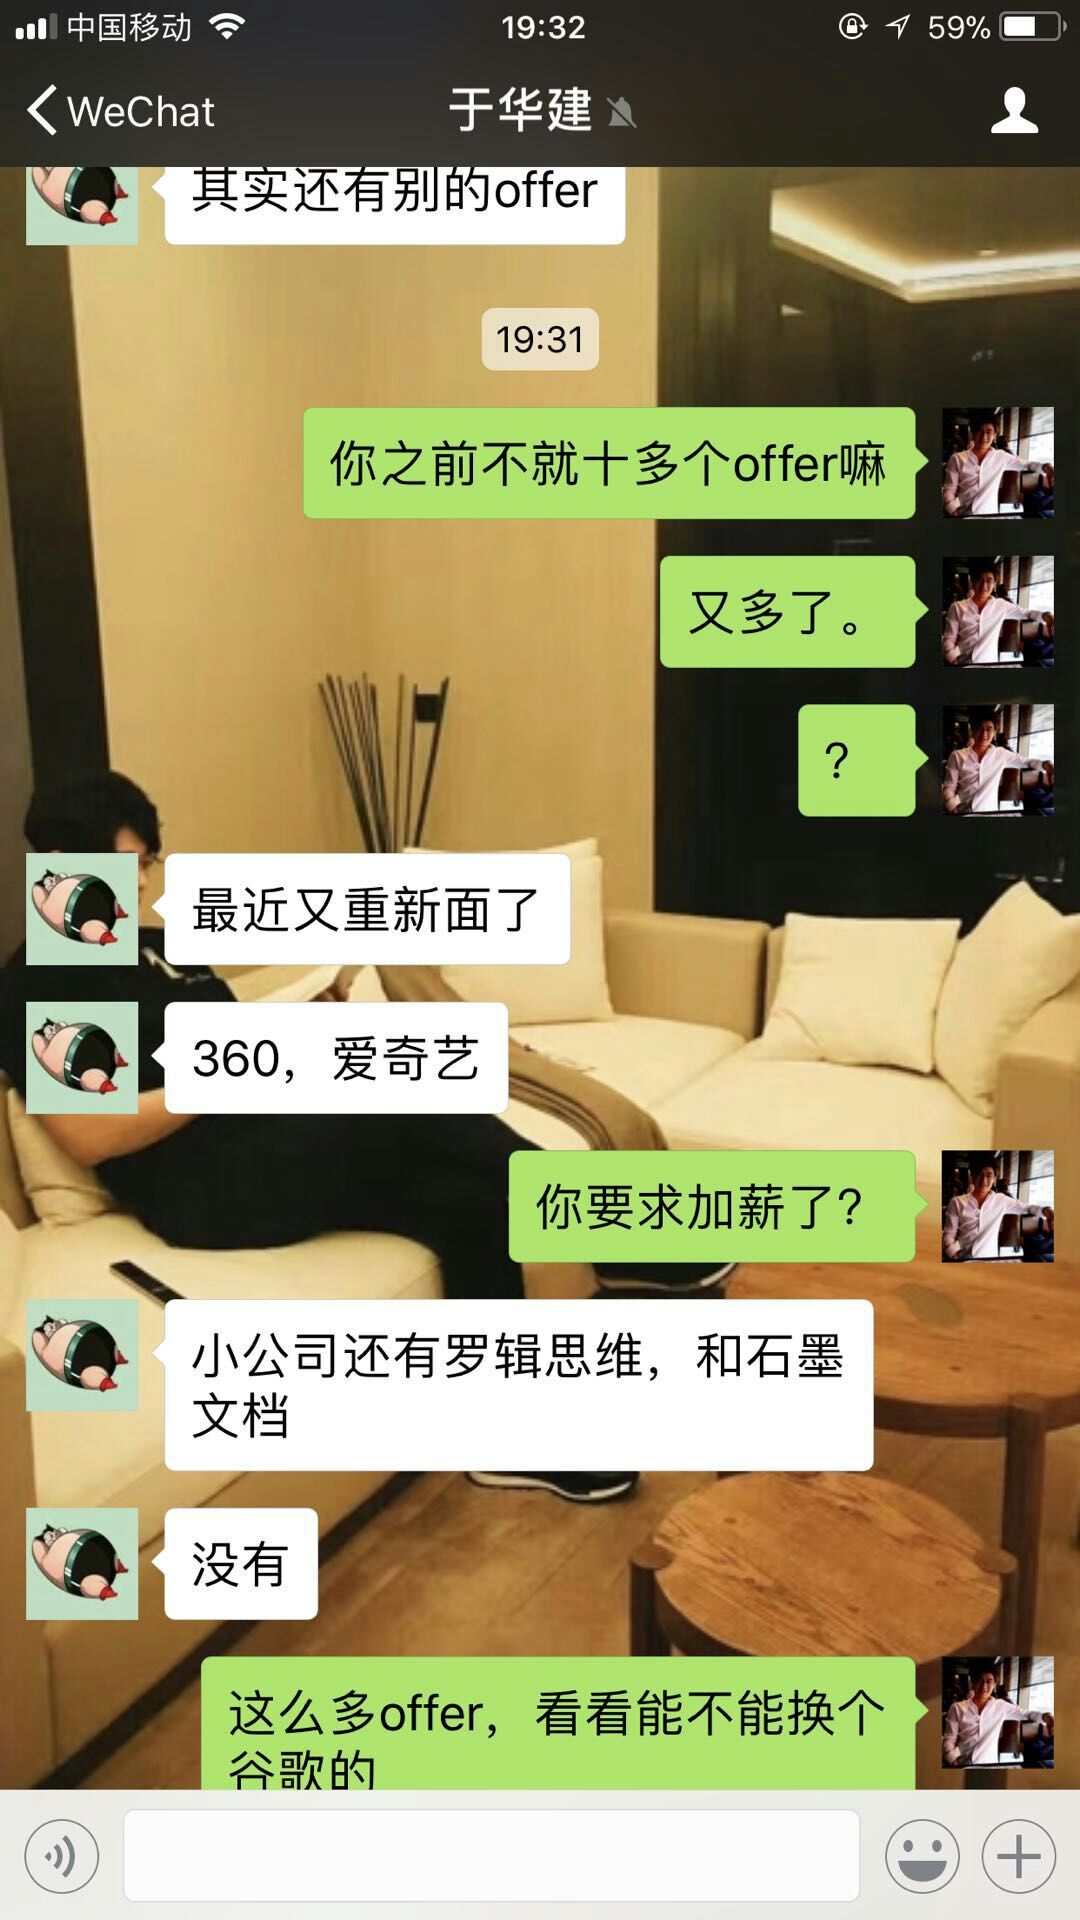 中国移动
19:32
59%
WeChat
于华建
其实还有别的offer
19:31
你之前不就十多个offer嘛
又多了。
?
最近又重新面了
360，爱奇艺
你要求加薪了?
小公司还有罗辑思维，和石墨
文档
没有
这么多offer，看看能不能换个
谷歌的